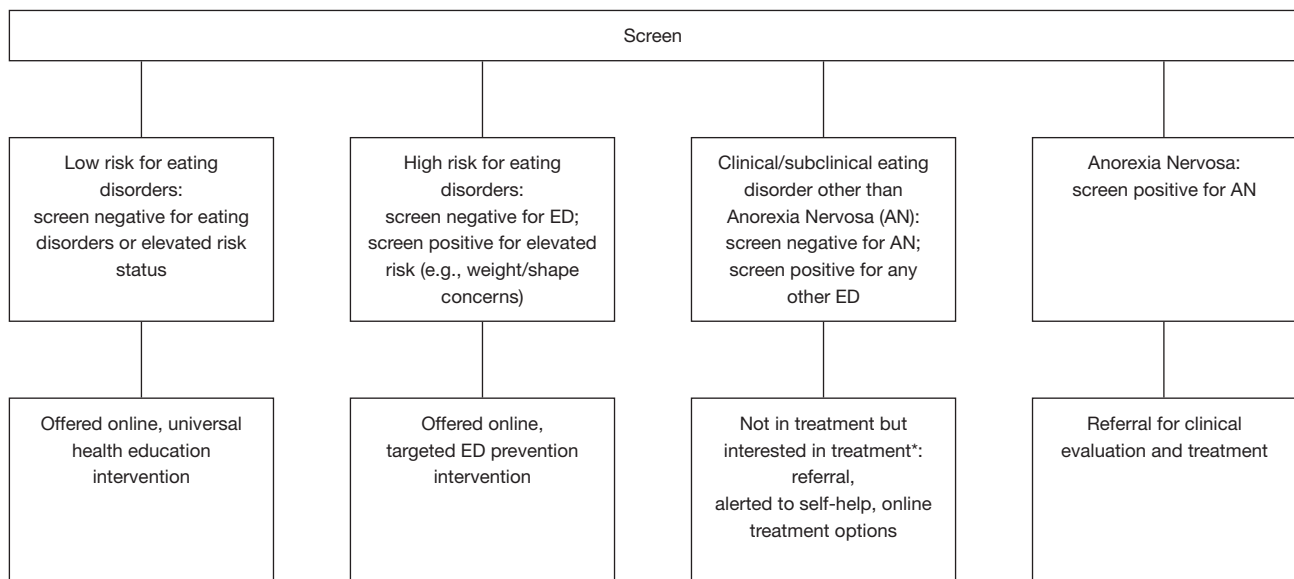 Screen
Low risk for eating
disorders:
screen negative for eating
disorders or elevated risk
status
High risk for eating
disorders:
screen negative for ED;
screen positive for elevated
risk (e.g., weight/shape
concerns)
Clinical/subclinical eating
disorder other than
Anorexia Nervosa (AN):
screen negative for AN;
screen positive for any
other ED
Anorexia Nervosa:
screen positive for AN
Offered online, universal
health education
intervention
Offered online,
targeted ED prevention
intervention
Not in treatment but
interested in treatment*:
referral,
alerted to self-help, online
treatment options
Referral for clinical
evaluation and treatment